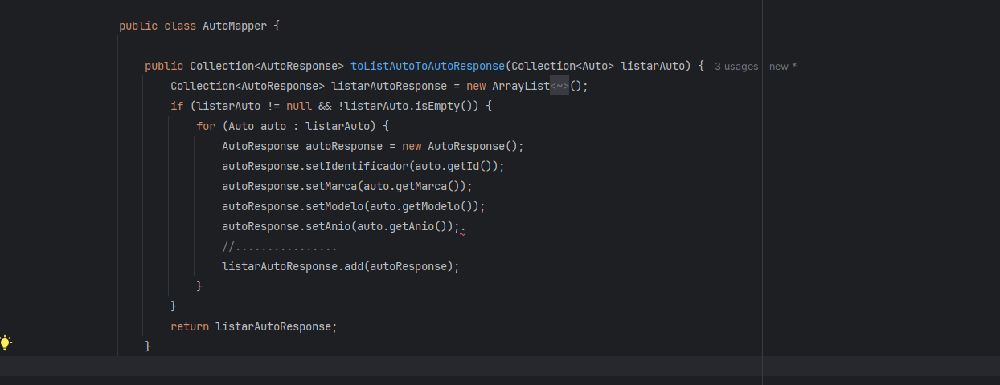 public class AutoMapper {
public Collection<AutoResponse> toListAutoToAutoResponse(Collection<Auto> listarAuto) { 3 usages new *
Collection<AutoResponse> listarAutoResponse = new ArrayList<~>();
if (listarAuto != null && !listarAuto.isEmpty()) {
for (Auto auto : listarAuto) {
AutoResponse autoResponse = new AutoResponse();
autoResponse.setIdentificador(auto.getId());
autoResponse.setMarca(auto.getMarca());
autoResponse.setModelo(auto.getModelo());
autoResponse.setAnio(auto.getAnio());.
//................
listarAutoResponse.add(autoResponse);
}
}
return listarAutoResponse;
}